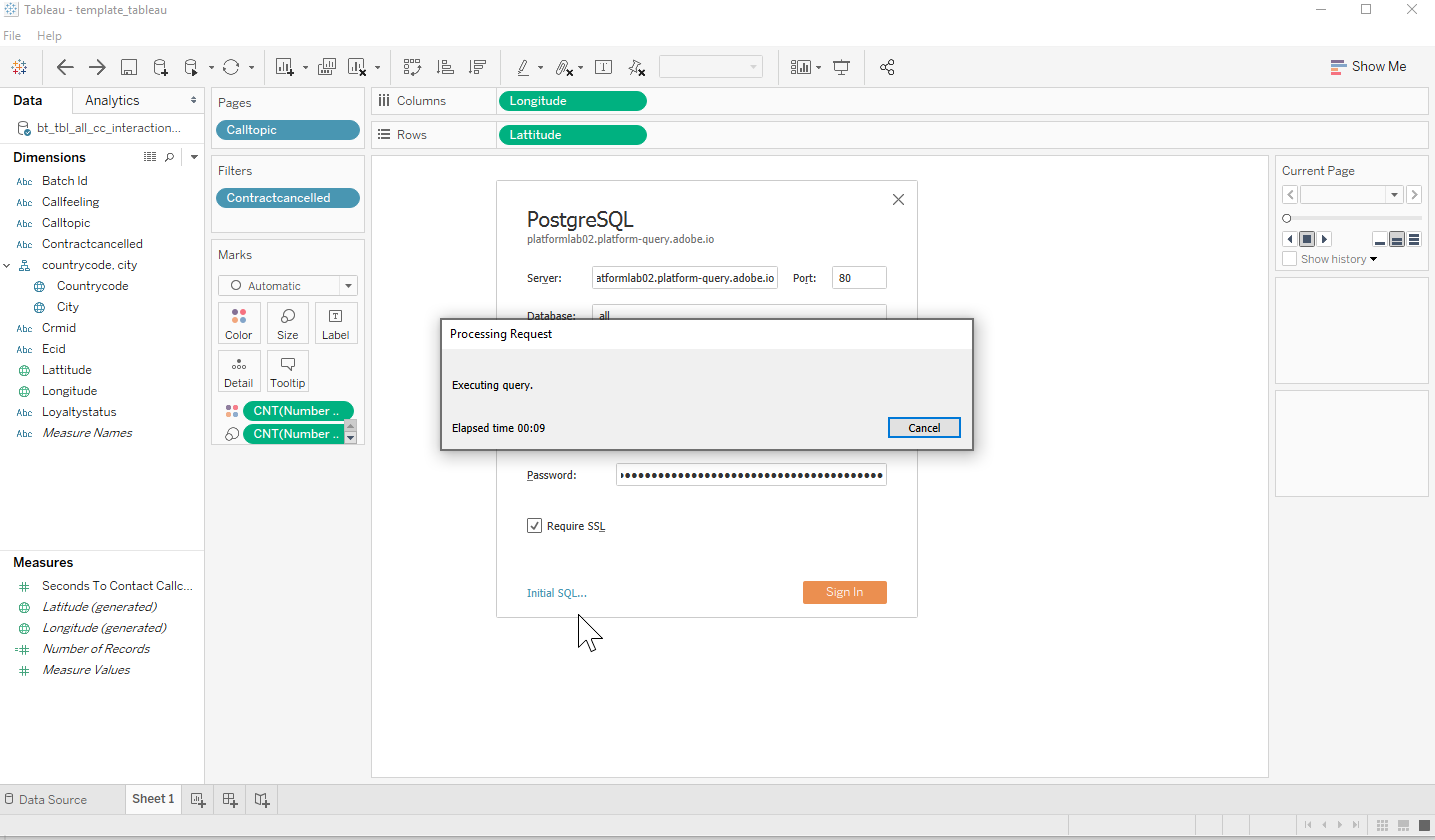 Tableau - template_tableau
File Help
Show Me
Data Analytics
bt_tbl_all_cc_interaction...
Dimensions
Abc Batch Id
Abc Callfeeling
Abc Calltopic
Abc Contractcancelled
countrycode, city
Countrycode
City
Abc Crmid
Abc Ecid
Lattitude
Longitude
Abc Loyaltystatus
Abc Measure Names
Measures
Seconds To Contact Callc...
Latitude (generated)
Longitude (generated)
Number of Records
Measure Values
Pages
Calltopic
Filters
Contractcancelled
Marks
Automatic
Color Size Label
Detail Tooltip
CNT(Number ..
CNT(Number ..
Columns Longitude
Rows Lattitude
PostgreSQL
platformlab02.platform-query.adobe.io
Server: atformlab02.platform-query.adobe.io Port: 80
Database: all
Processing Request
Executing query.
Elapsed time 00:09 Cancel
Password:
Require SSL
Initial SQL... Sign In
Current Page
Show history
Data Source Sheet 1